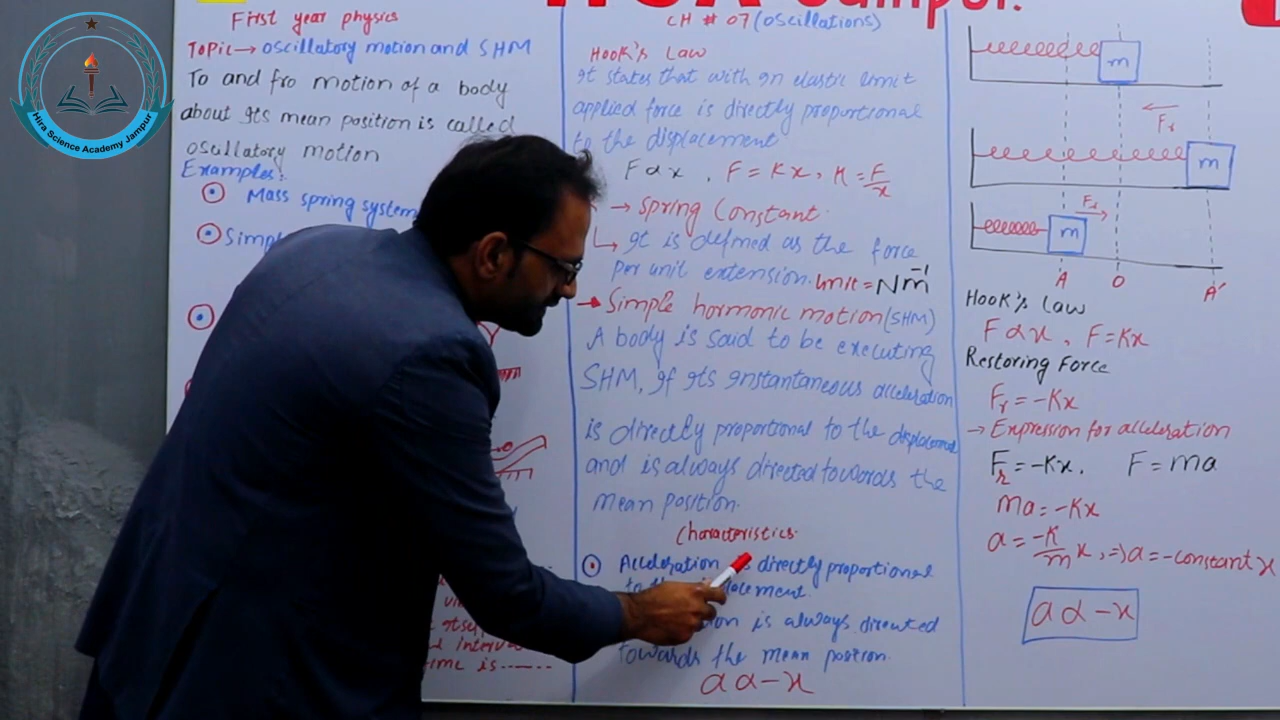 Hira Science Academy Jampur
First year physics
Topic → oscillatory motion and SHM
To and fro motion of a body
about its mean position is called
oscillatory motion
Examples:
Mass spring system
CH # 07 (oscillations)
Hook's Law
It states that with in elastic limit
applied force is directly proportional
to the displacement
F ∝ x , F = Kx , K = F/x
→ Spring Constant.
↳ It is defined as the force
per unit extension. Unit = Nm⁻¹
→ Simple hormonic motion (SHM)
A body is said to be executing
SHM, if its instantaneous acceleration
is directly proportional to the
and is always directed towards the
mean position.
Characteristics.
Acceleration directly proportional
is always directed
towards the mean position.
a ∝ -x
m
Fr
m
Fr
m
A O A'
Hook's Law
F ∝ x , F = Kx
Restoring Force
Fr = -Kx
→ Expression for acceleration
Fr = -Kx , F = ma
ma = -Kx
a = -K/m x , => a = -constant x
a ∝ -x